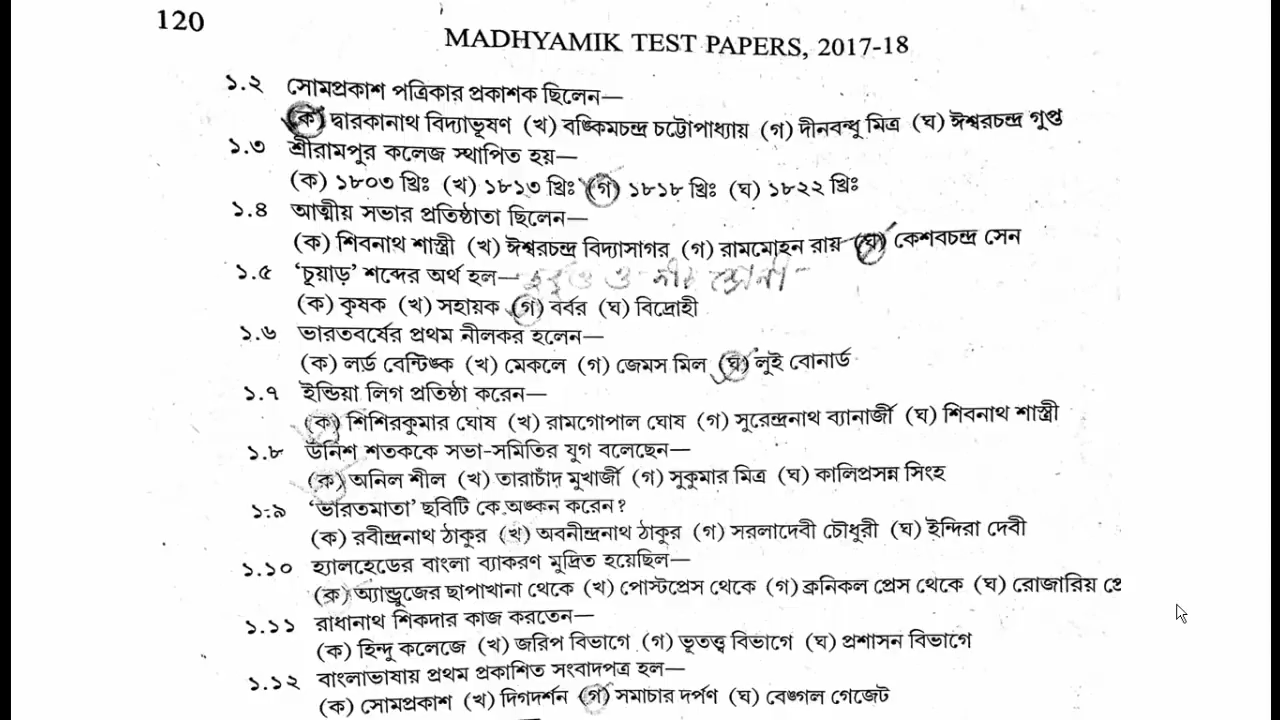 120
MADHYAMIK TEST PAPERS, 2017-18
১.২ সোমপ্রকাশ পত্রিকার প্রকাশক ছিলেন—
(ক) দ্বারকানাথ বিদ্যাভূষণ (খ) বঙ্কিমচন্দ্র চট্টোপাধ্যায় (গ) দীনবন্ধু মিত্র (ঘ) ঈশ্বরচন্দ্র গুপ্ত
১.৩ শ্রীরামপুর কলেজ স্থাপিত হয়—
(ক) ১৮০৩ খ্রিঃ (খ) ১৮১৩ খ্রিঃ (গ) ১৮১৮ খ্রিঃ (ঘ) ১৮২২ খ্রিঃ
১.৪ আত্মীয় সভার প্রতিষ্ঠাতা ছিলেন—
(ক) শিবনাথ শাস্ত্রী (খ) ঈশ্বরচন্দ্র বিদ্যাসাগর (গ) রামমোহন রায় (ঘ) কেশবচন্দ্র সেন
১.৫ ‘চূয়াড়’ শব্দের অর্থ হল—
(ক) কৃষক (খ) সহায়ক (গ) বর্বর (ঘ) বিদ্রোহী
১.৬ ভারতবর্ষের প্রথম নীলকর হলেন—
(ক) লর্ড বেন্টিঙ্ক (খ) মেকলে (গ) জেমস মিল (ঘ) লুই বোনার্ড
১.৭ ইন্ডিয়া লিগ প্রতিষ্ঠা করেন—
(ক) শিশিরকুমার ঘোষ (খ) রামগোপাল ঘোষ (গ) সুরেন্দ্রনাথ ব্যানার্জী (ঘ) শিবনাথ শাস্ত্রী
১.৮ উনিশ শতককে সভা-সমিতির যুগ বলেছেন—
(ক) অনিল শীল (খ) তারাচাঁদ মুখার্জী (গ) সুকুমার মিত্র (ঘ) কালিপ্রসন্ন সিংহ
১.৯ ‘ভারতমাতা’ ছবিটি কে অঙ্কন করেন?
(ক) রবীন্দ্রনাথ ঠাকুর (খ) অবনীন্দ্রনাথ ঠাকুর (গ) সরলাদেবী চৌধুরী (ঘ) ইন্দিরা দেবী
১.১০ হ্যালহেডের বাংলা ব্যাকরণ মুদ্রিত হয়েছিল—
(ক) অ্যান্ড্রুজের ছাপাখানা থেকে (খ) পোস্টপ্রেস থেকে (গ) ক্রনিকল প্রেস থেকে (ঘ) রোজারিয়
১.১১ রাধানাথ শিকদার কাজ করতেন—
(ক) হিন্দু কলেজে (খ) জরিপ বিভাগে (গ) ভূতত্ত্ব বিভাগে (ঘ) প্রশাসন বিভাগে
১.১২ বাংলাভাষায় প্রথম প্রকাশিত সংবাদপত্র হল—
(ক) সোমপ্রকাশ (খ) দিগদর্শন (গ) সমাচার দর্পণ (ঘ) বেঙ্গল গেজেট